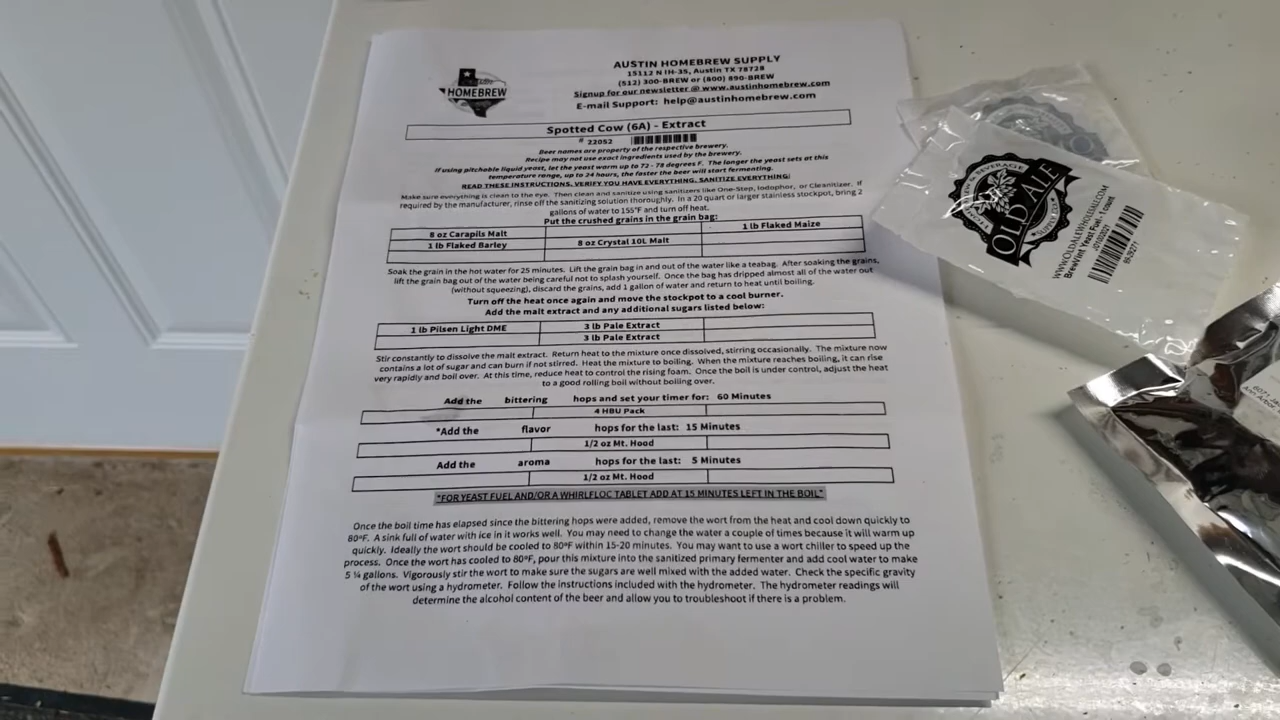 HOMEBREW
AUSTIN HOMEBREW SUPPLY
15112 N IH-35, Austin TX 78728
(512) 300-BREW or (800) 890-BREW
Signup for our newsletter @ www.austinhomebrew.com
E-mail Support: help@austinhomebrew.com
Spotted Cow (6A) - Extract
# 22052
Beer names are property of the respective brewery.
Recipe may not use exact ingredients used by the brewery.
If using pitchable liquid yeast, let the yeast warm up to 72 - 78 degrees F. The longer the yeast sets at this
temperature range, up to 24 hours, the faster the beer will start fermenting.
READ THESE INSTRUCTIONS. VERIFY YOU HAVE EVERYTHING. SANITIZE EVERYTHING!
Make sure everything is clean to the eye. Then clean and sanitize using sanitizers like One-Step, Iodophor, or Cleanitizer. If
required by the manufacturer, rinse off the sanitizing solution thoroughly. In a 20 quart or larger stainless stockpot, bring 2
gallons of water to 155°F and turn off heat.
Put the crushed grains in the grain bag:
8 oz Carapils Malt 1 lb Flaked Maize
1 lb Flaked Barley 8 oz Crystal 10L Malt
Soak the grain in the hot water for 25 minutes. Lift the grain bag in and out of the water like a teabag. After soaking the grains,
lift the grain bag out of the water being careful not to splash yourself. Once the bag has dripped almost all of the water out
(without squeezing), discard the grains, add 1 gallon of water and return to heat until boiling.
Turn off the heat once again and move the stockpot to a cool burner.
Add the malt extract and any additional sugars listed below:
1 lb Pilsen Light DME 3 lb Pale Extract
3 lb Pale Extract
Stir constantly to dissolve the malt extract. Return heat to the mixture once dissolved, stirring occasionally. The mixture now
contains a lot of sugar and can burn if not stirred. Heat the mixture to boiling. When the mixture reaches boiling, it can rise
very rapidly and boil over. At this time, reduce heat to control the rising foam. Once the boil is under control, adjust the heat
to a good rolling boil without boiling over.
Add the bittering hops and set your timer for: 60 Minutes
4 HBU Pack
*Add the flavor hops for the last: 15 Minutes
1/2 oz Mt. Hood
Add the aroma hops for the last: 5 Minutes
1/2 oz Mt. Hood
*FOR YEAST FUEL AND/OR A WHIRLFLOC TABLET ADD AT 15 MINUTES LEFT IN THE BOIL*
Once the boil time has elapsed since the bittering hops were added, remove the wort from the heat and cool down quickly to
80°F. A sink full of water with ice in it works well. You may need to change the water a couple of times because it will warm up
quickly. Ideally the wort should be cooled to 80°F within 15-20 minutes. You may want to use a wort chiller to speed up the
process. Once the wort has cooled to 80°F, pour this mixture into the sanitized primary fermenter and add cool water to make
5 ¼ gallons. Vigorously stir the wort to make sure the sugars are well mixed with the added water. Check the specific gravity
of the wort using a hydrometer. Follow the instructions included with the hydrometer. The hydrometer readings will
determine the alcohol content of the beer and allow you to troubleshoot if there is a problem.
OLD ALE
WWW.OLDALEWHOLESALE.COM
BrewVint Yeast Fuel - 1 count